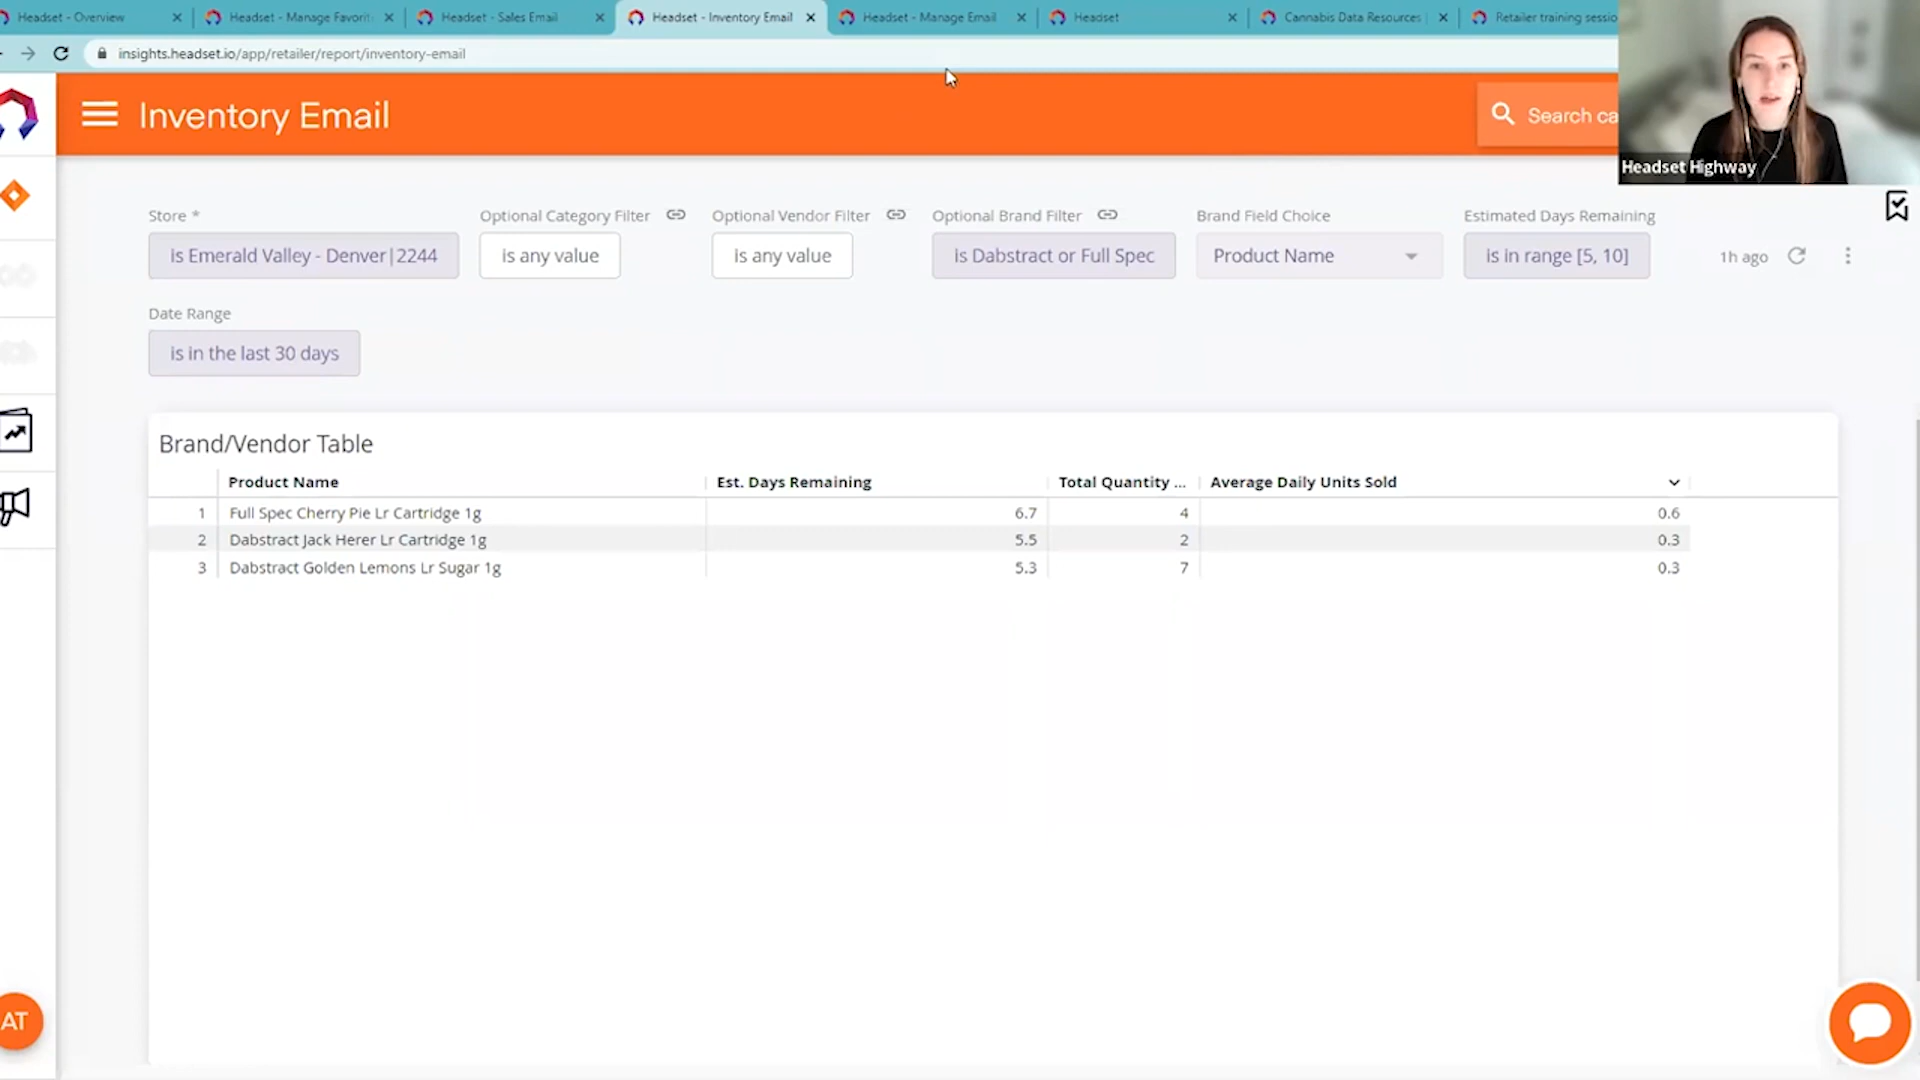 Headset - Overview
Headset - Manage Favorit
Headset - Sales Email
Headset - Inventory Email
Headset - Manage Email
Headset
Cannabis Data Resources
Retailer training sessio
insights.headset.io/app/retailer/report/inventory-email
Inventory Email
Search ca
Headset Highway
Store *
Optional Category Filter
Optional Vendor Filter
Optional Brand Filter
Brand Field Choice
Estimated Days Remaining
is Emerald Valley - Denver|2244
is any value
is any value
is Dabstract or Full Spec
Product Name
is in range [5, 10]
1h ago
Date Range
is in the last 30 days
Brand/Vendor Table
Product Name Est. Days Remaining Total Quantity ... Average Daily Units Sold
1 Full Spec Cherry Pie Lr Cartridge 1g 6.7 4 0.6
2 Dabstract Jack Herer Lr Cartridge 1g 5.5 2 0.3
3 Dabstract Golden Lemons Lr Sugar 1g 5.3 7 0.3
AT